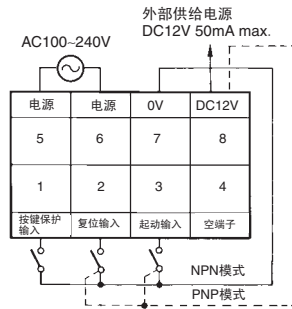 外部供给电源
DC12V 50mA max.
AC100~240V
电源 电源 0V DC12V
5 6 7 8
1 2 3 4
按键保护输入 复位输入 起动输入 空端子
NPN模式
PNP模式